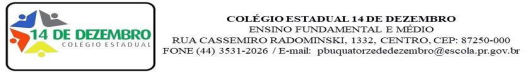 14 DE DEZEMBRO
COLÉGIO ESTADUAL
COLÉGIO ESTADUAL 14 DE DEZEMBRO
ENSINO FUNDAMENTAL E MÉDIO
RUA CASSEMIRO RADOMINSKI, 1332, CENTRO, CEP: 87250-000
FONE (44) 3531-2026 / E-mail: pbuquatorzededezembro@escola.pr.gov.br